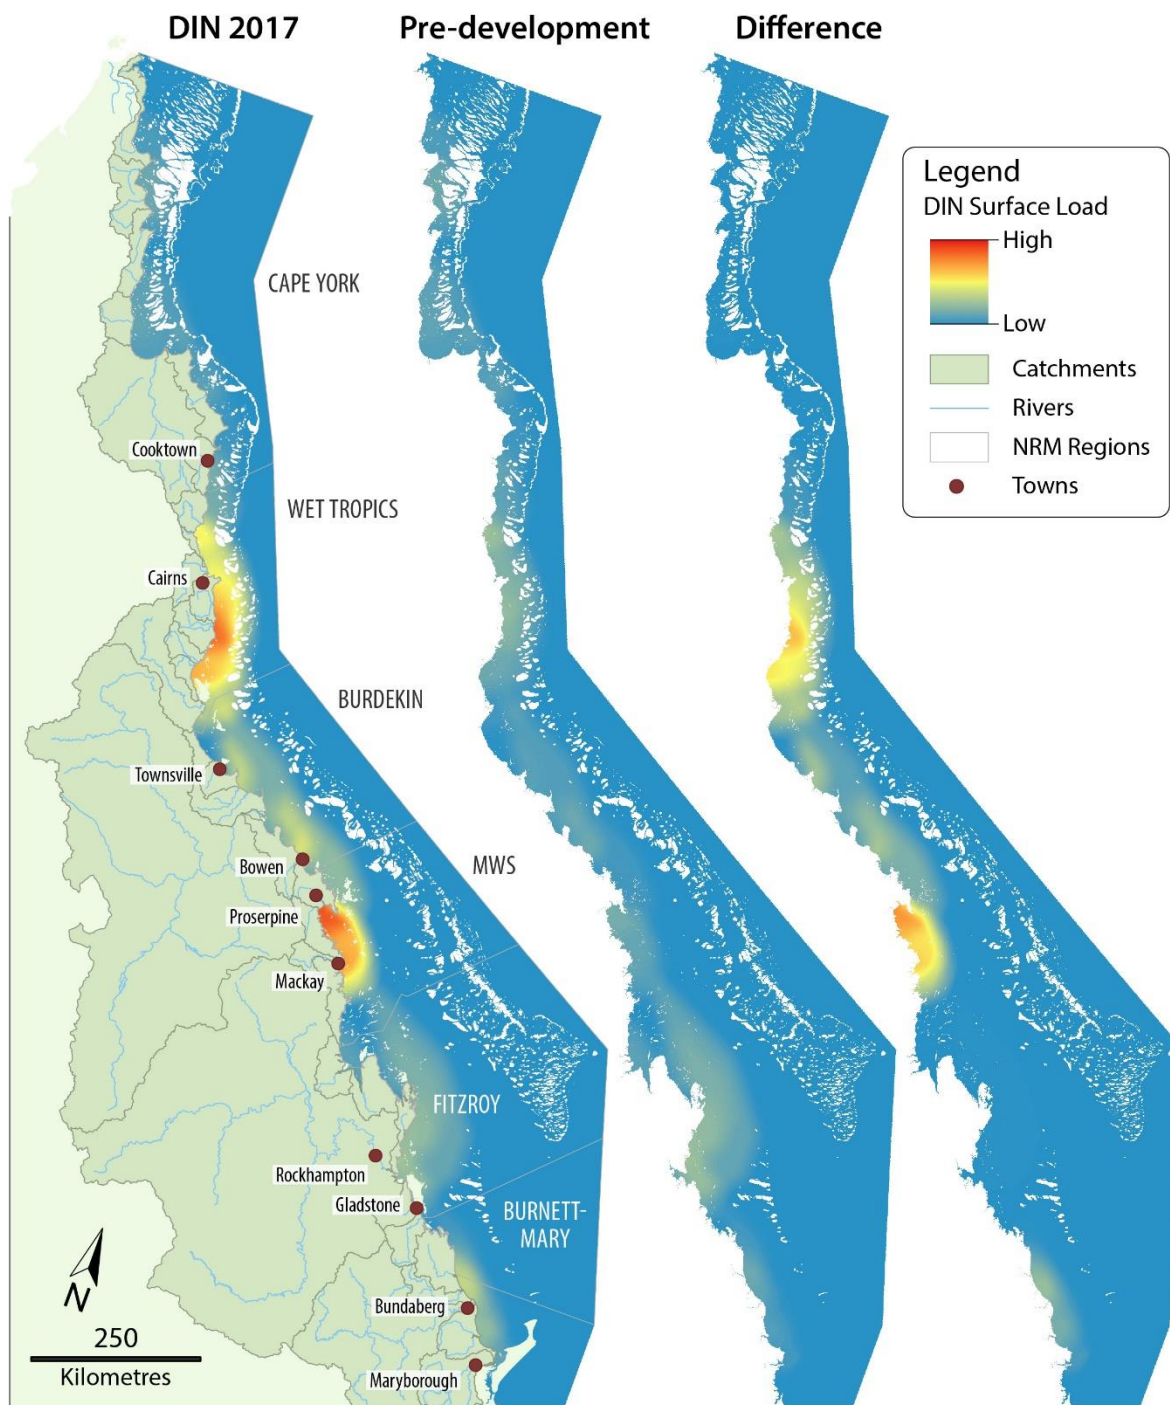 DIN 2017
Pre-development
Difference
Legend
DIN Surface Load
High
Low
Catchments
Rivers
NRM Regions
Towns
CAPE YORK
Cooktown
WET TROPICS
Cairns
BURDEKIN
Townsville
Bowen
MWS
Proserpine
Mackay
FITZROY
Rockhampton
Gladstone
BURNETT-
MARY
N
Bundaberg
250
Kilometres
Maryborough